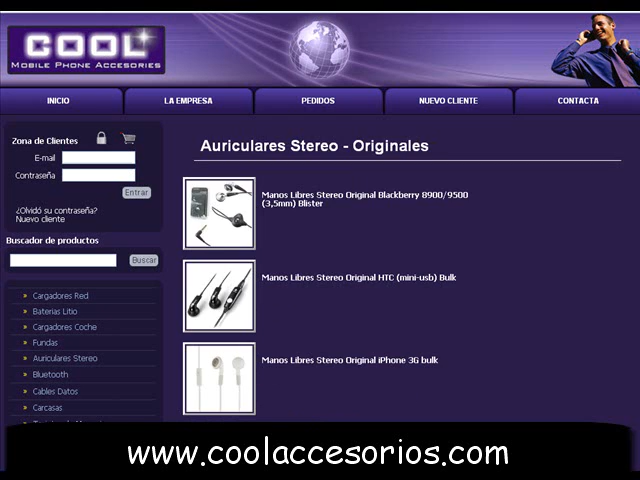 COOL
MOBILE PHONE ACCESORIES
INICIO
LA EMPRESA
PEDIDOS
NUEVO CLIENTE
CONTACTA
Zona de Clientes
E-mail
Contraseña
Entrar
¿Olvidó su contraseña?
Nuevo cliente
Buscador de productos
Buscar
» Cargadores Red
» Baterias Litio
» Cargadores Coche
» Fundas
» Auriculares Stereo
» Bluetooth
» Cables Datos
» Carcasas
Auriculares Stereo - Originales
Manos Libres Stereo Original Blackberry 8900/9500
(3,5mm) Blister
Manos Libres Stereo Original HTC (mini-usb) Bulk
Manos Libres Stereo Original iPhone 3G bulk
www.coolaccesorios.com